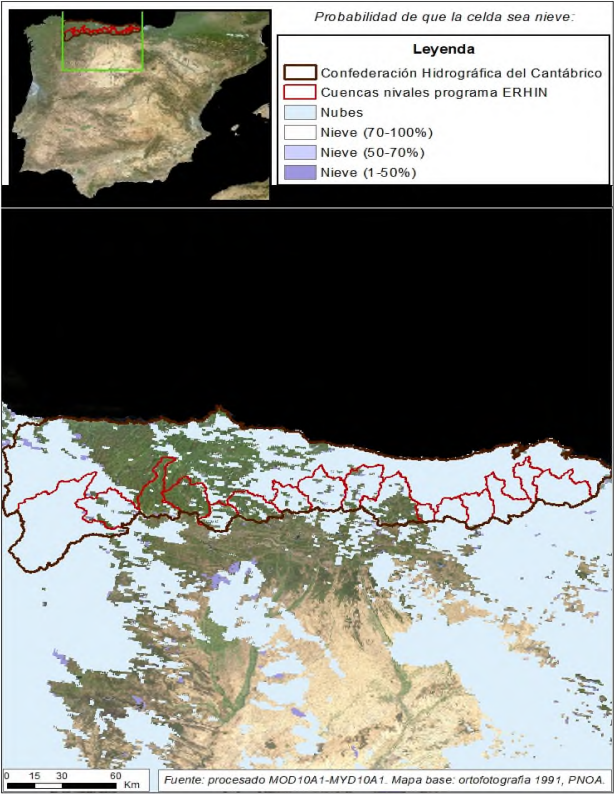 Probabilidad de que la celda sea nieve:
Leyenda
Confederación Hidrográfica del Cantábrico
Cuencas nivales programa ERHIN
Nubes
Nieve (70-100%)
Nieve (50-70%)
Nieve (1-50%)
0 15 30 60
Km
Fuente: procesado MOD10A1-MYD10A1. Mapa base: ortofotografia 1991, PNOA.